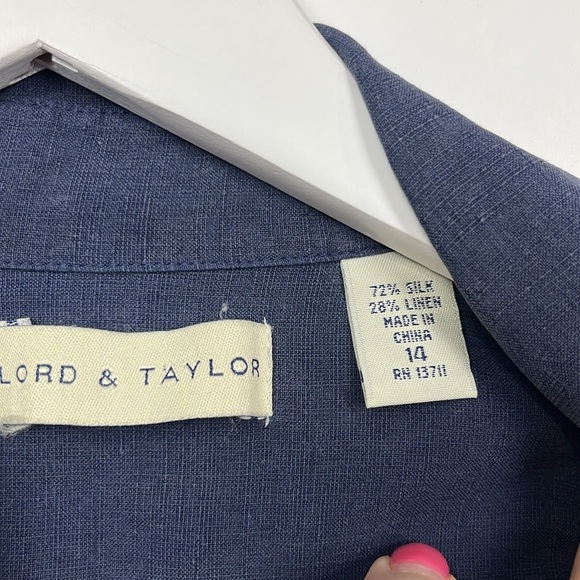 LORD & TAYLOR
72% SILK
28% LINEN
MADE IN
CHINA
14
RN 13711